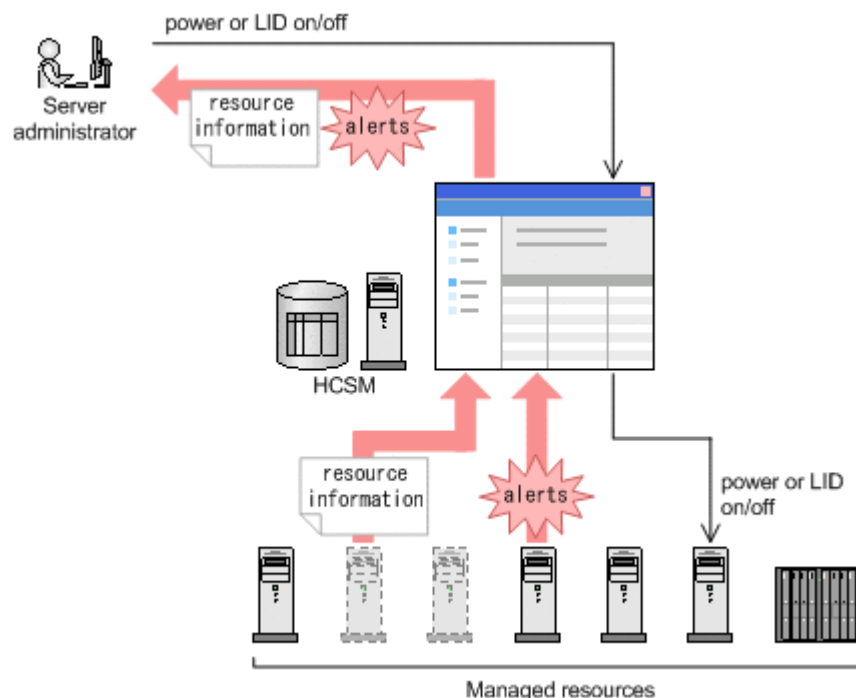 power or LID on/off
Server
administrator
resource
information
alerts
HCSM
resource
information
alerts
power or LID
on/off
Managed resources